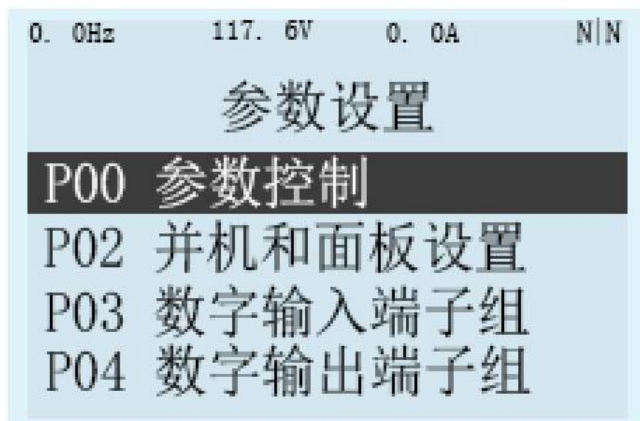 0. 0Hz 117. 6V 0. 0A N|N
参数设置
P00 参数控制
P02 并机和面板设置
P03 数字输入端子组
P04 数字输出端子组